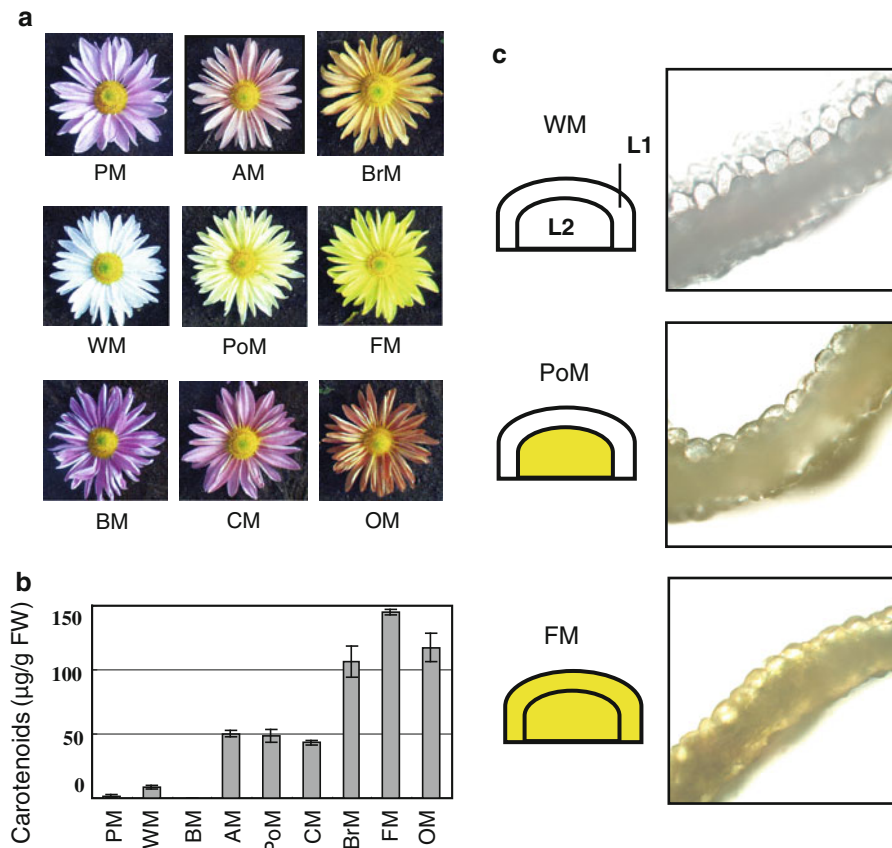 a
PM AM BrM
WM PoM FM
BM CM OM
b
Carotenoids (µg/g FW)
150
100
50
0
PM WM BM AM PoM CM BrM FM OM
c
WM
L1
L2
PoM
FM